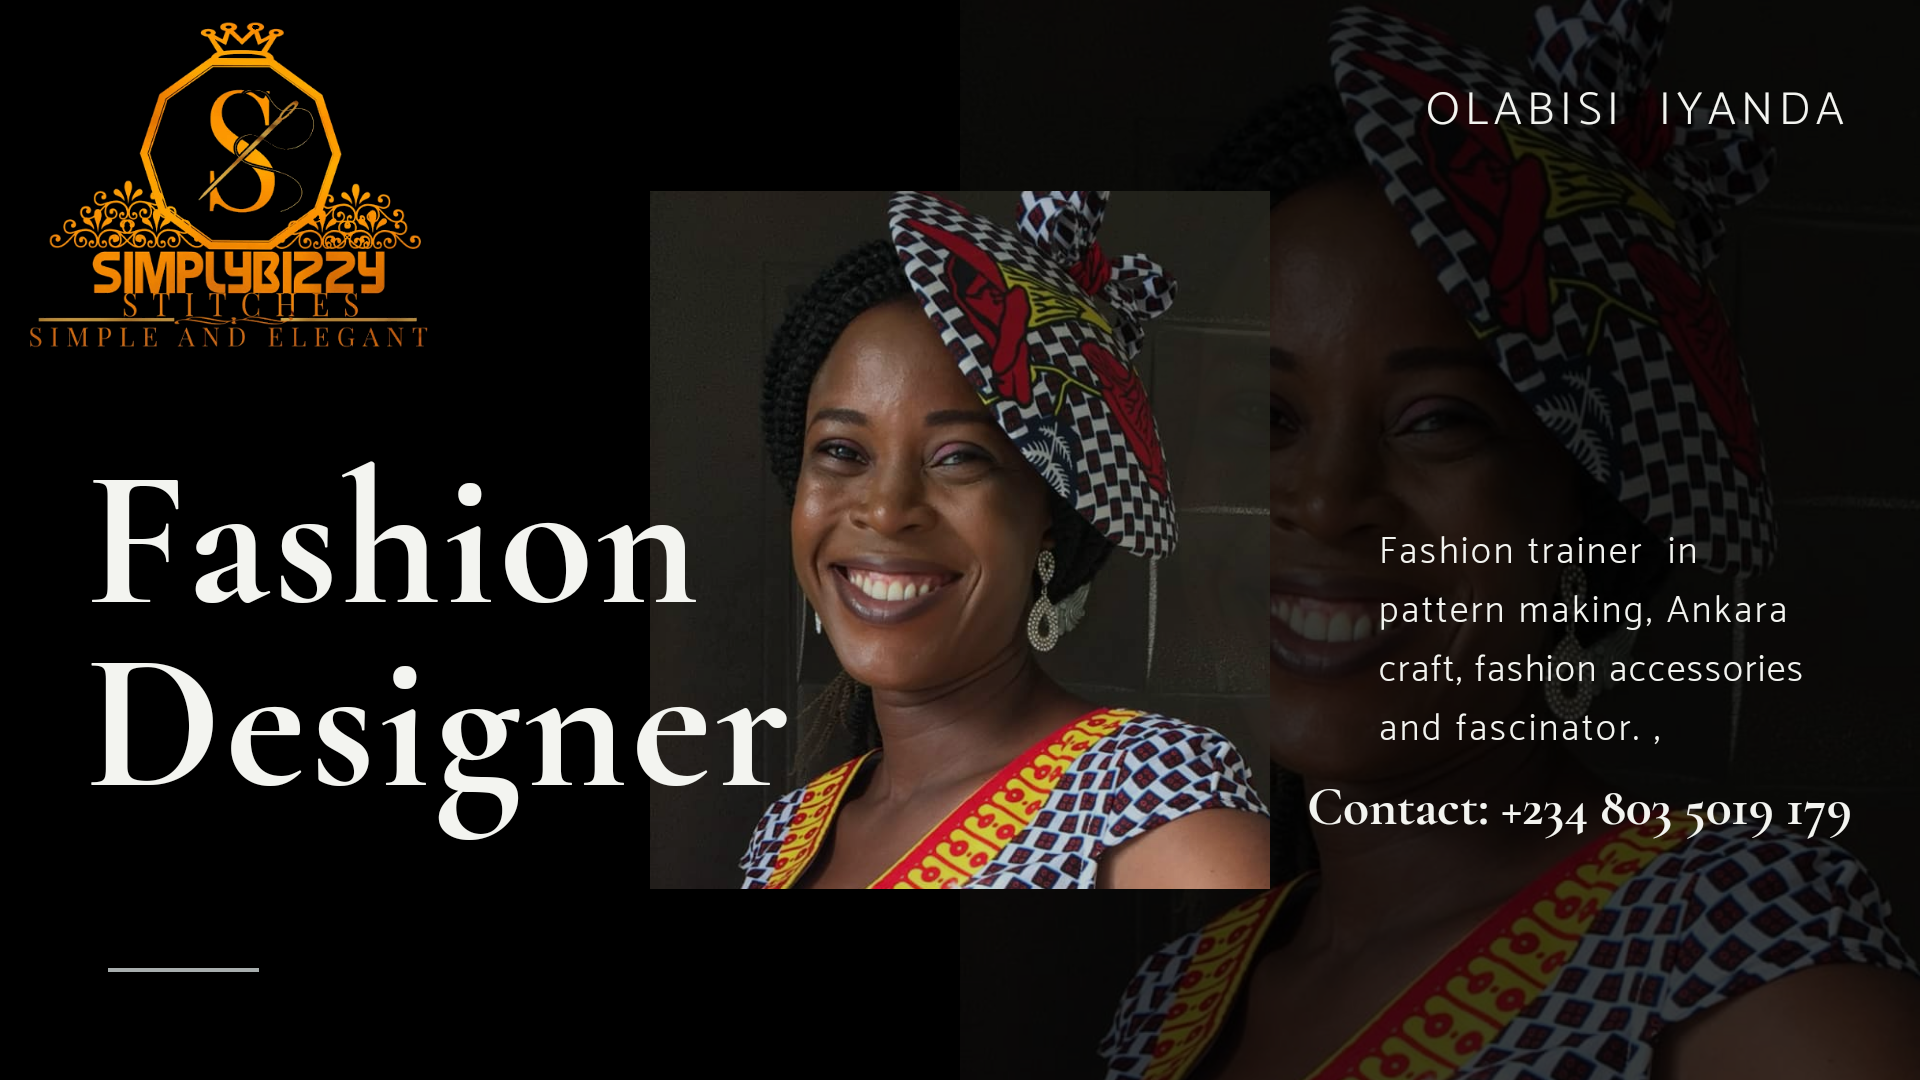 S
SIMPLYBIZZY
STITCHES
SIMPLE AND ELEGANT
OLABISI IYANDA
Fashion
Designer
Fashion trainer in
pattern making, Ankara
craft, fashion accessories
and fascinator. ,
Contact: +234 803 5019 179